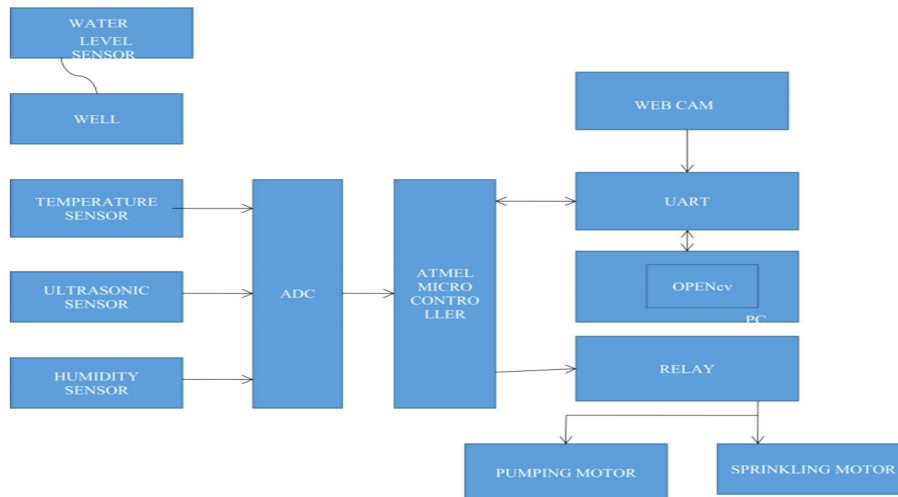 WATER
LEVEL
SENSOR
WELL
WEB CAM
TEMPERATURE
SENSOR
UART
ULTRASONIC
SENSOR
ADC
ATMEL
MICRO
CONTRO
LLER
OPENcv
PC
HUMIDITY
SENSOR
RELAY
PUMPING MOTOR
SPRINKLING MOTOR